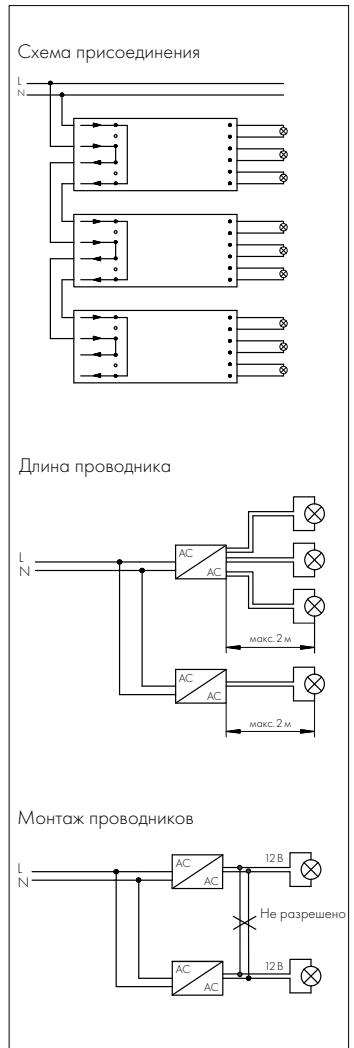 Схема присоединения
L
N
Длина проводника
L
N
AC
AC
макс. 2 м
AC
AC
макс. 2 м
Монтаж проводников
L
N
AC
AC
12 В
Не разрешено
AC
AC
12 В